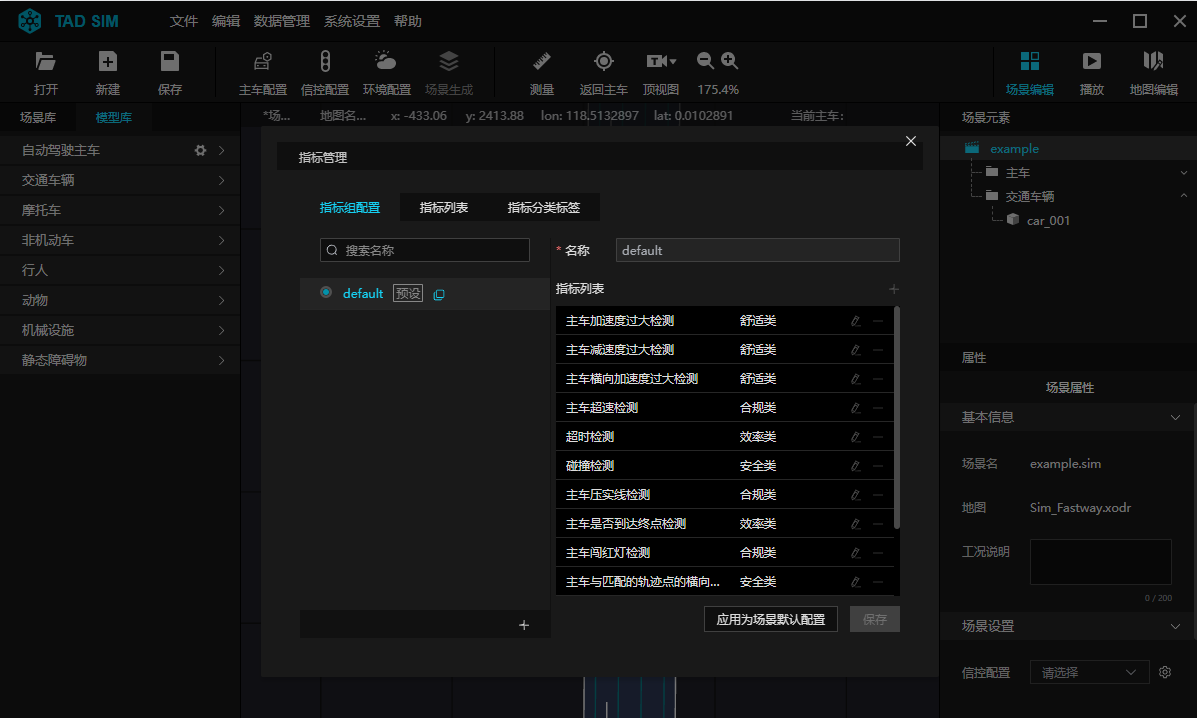 TAD SIM
文件 编辑 数据管理 系统设置 帮助
打开 新建 保存 主车配置 信控配置 环境配置 场景生成 测量 返回主车 顶视图 175.4% 场景编辑 播放 地图编辑
场景库 模型库
*场... 地图名... x: -433.06 y: 2413.88 lon: 118.5132897 lat: 0.0102891 当前主车:
自动驾驶主车
交通车辆
摩托车
非机动车
行人
动物
机械设施
静态障碍物
指标管理
指标组配置 指标列表 指标分类标签
搜索名称
default 预设
* 名称 default
指标列表
主车加速度过大检测 舒适类
主车减速度过大检测 舒适类
主车横向加速度过大检测 舒适类
主车超速检测 合规类
超时检测 效率类
碰撞检测 安全类
主车压实线检测 合规类
主车是否到达终点检测 效率类
主车闯红灯检测 合规类
主车与匹配的轨迹点的横向... 安全类
应用为场景默认配置 保存
场景元素
example
主车
交通车辆
car_001
属性
场景属性
基本信息
场景名 example.sim
地图 Sim_Fastway.xodr
工况说明
0 / 200
场景设置
信控配置 请选择